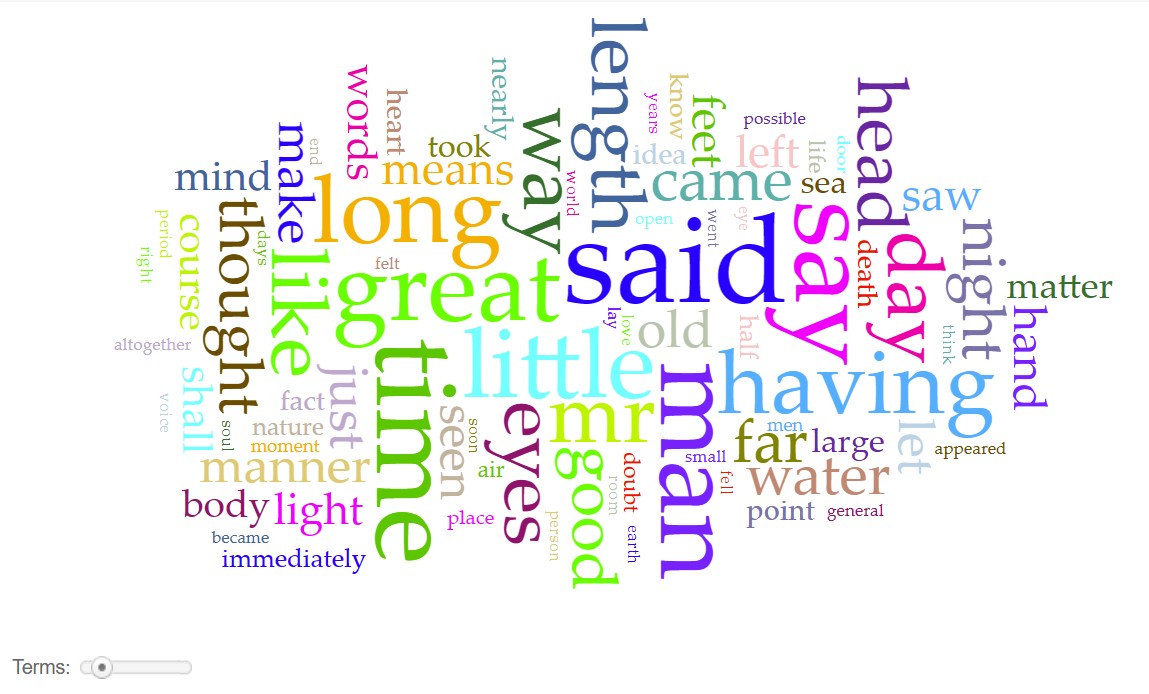 length
nearly
words
know
head
heart
years
feet
possible
way
make
end
took
idea
left
life
door
mind
means
world
came
sea
saw
long
thought
period
course
days
open
went
eye
said
say
death
day
night
right
felt
like
great
matter
altogether
lay
love
old
half
think
hand
time
little
man
having
shall
voice
soul
fact
just
nature
moment
seen
soon
eyes
mr
men
far
large
let
appeared
manner
air
good
room
doubt
small
fell
water
body
light
place
person
earth
point
general
became
immediately
Terms: